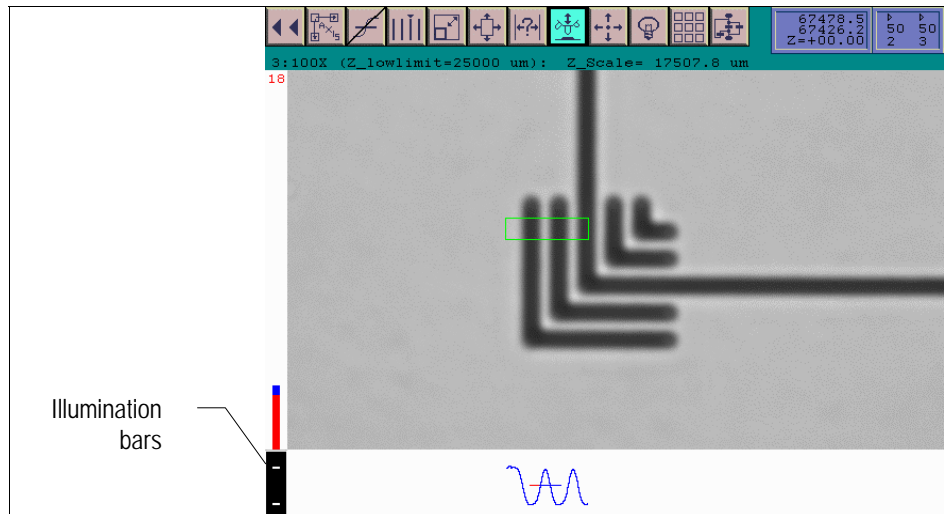 AxIs
?
67478.5
67426.2
Z=+00.00
50 50
2 3
3:100X (Z_lowlimit=25000 um): Z_Scale= 17507.8 um
18
Illumination
bars